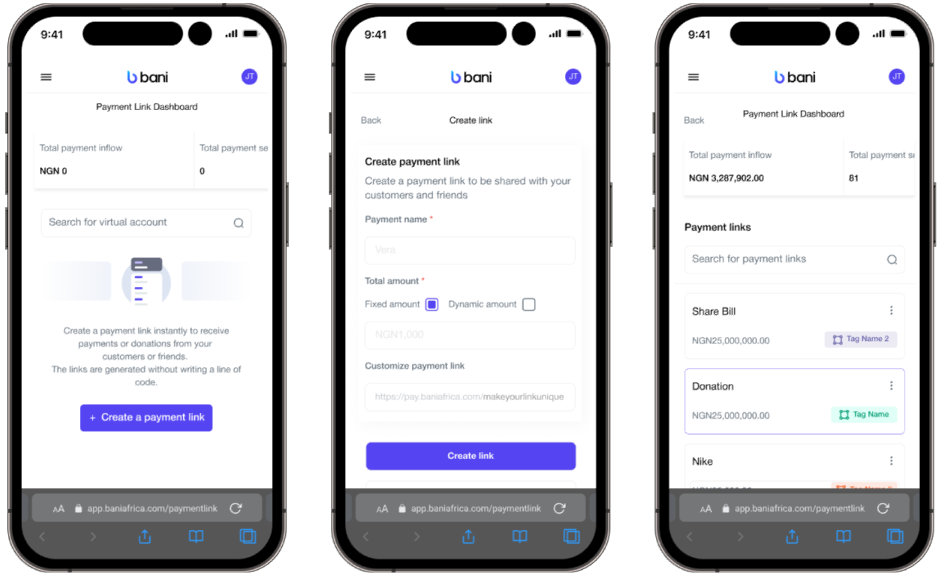 9:41
bani
JT
Payment Link Dashboard
Total payment inflow
Total payment se
NGN 0
0
Search for virtual account
Create a payment link instantly to receive
payments or donations from your
customers or friends.
The links are generated without writing a line of
code.
+ Create a payment link
AA app.baniafrica.com/paymentlink
9:41
bani
JT
Back
Create link
Create payment link
Create a payment link to be shared with your
customers and friends
Payment name *
Vera
Total amount *
Fixed amount
Dynamic amount
NGN1,000
Customize payment link
https://pay.baniafrica.com/makeyourlinkunique
Create link
AA app.baniafrica.com/paymentlink
9:41
bani
JT
Back
Payment Link Dashboard
Total payment inflow
Total payment
NGN 3,287,902.00
81
Payment links
Search for payment links
Share Bill
NGN25,000,000.00
Tag Name 2
Donation
NGN25,000,000.00
Tag Name
Nike
AA app.baniafrica.com/paymentlink